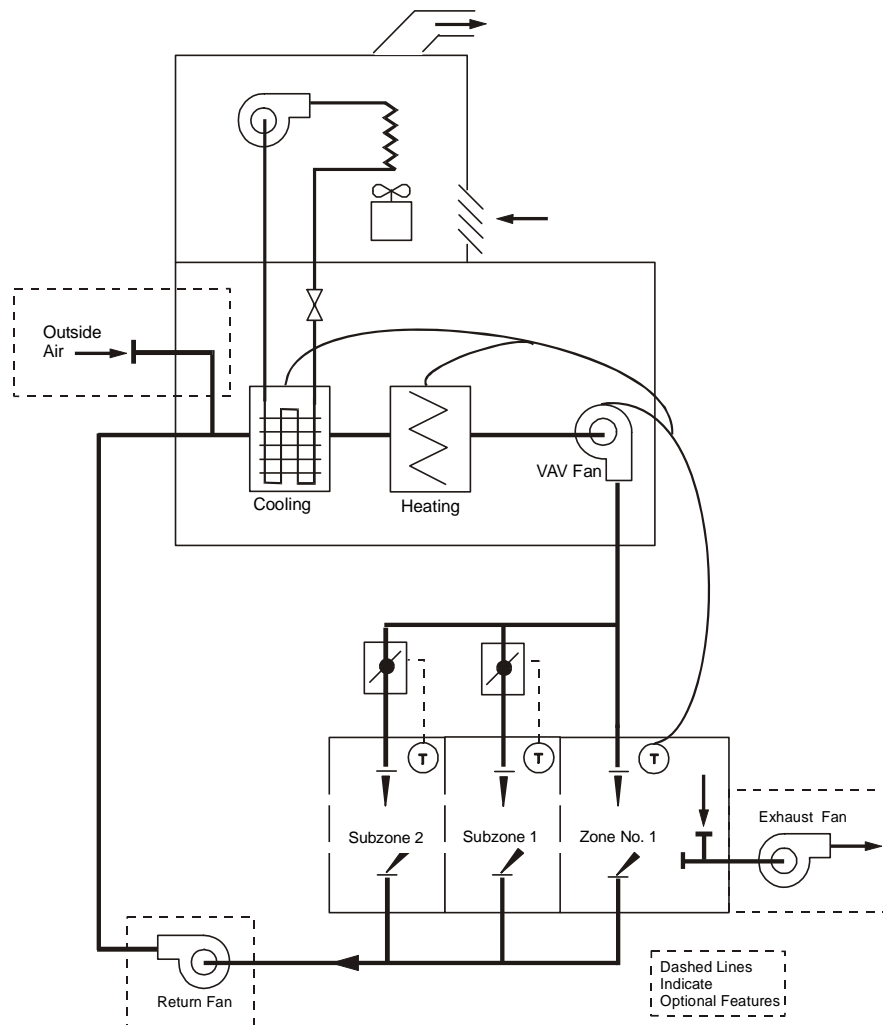 Outside
Air
Cooling
Heating
VAV Fan
T
T
T
Subzone 2
Subzone 1
Zone No. 1
Exhaust Fan
Return Fan
Dashed Lines
Indicate
Optional Features